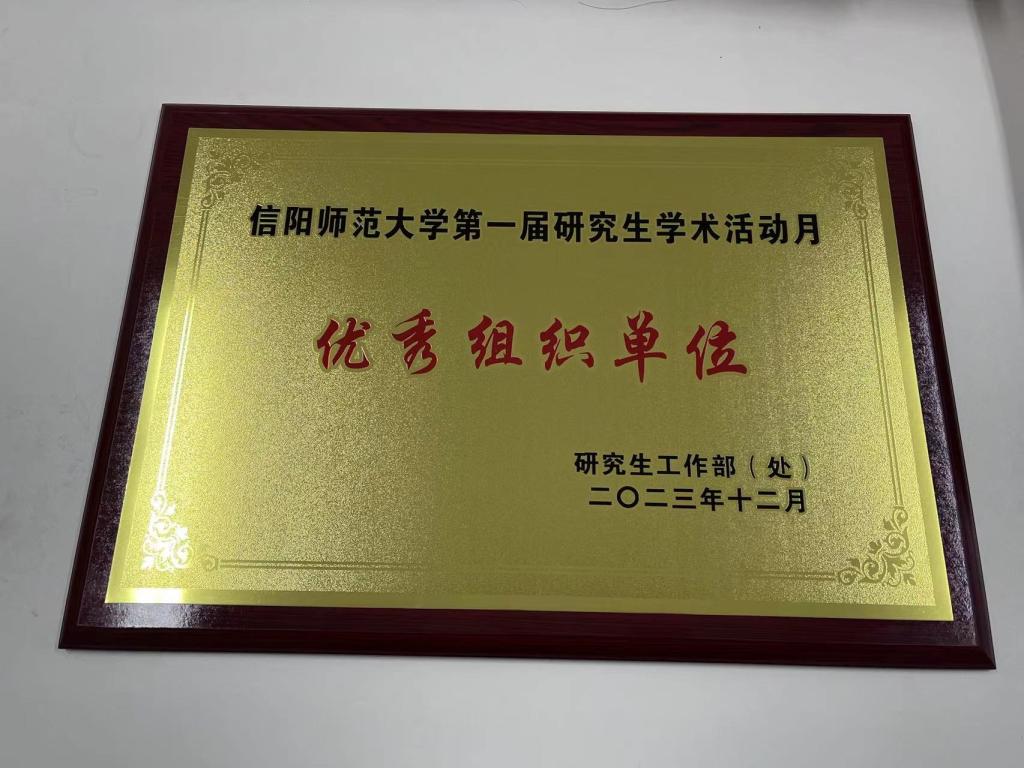 信阳师范大学第一届研究生学术活动月
优秀组织单位
研究生工作部（处）
二〇二三年十二月